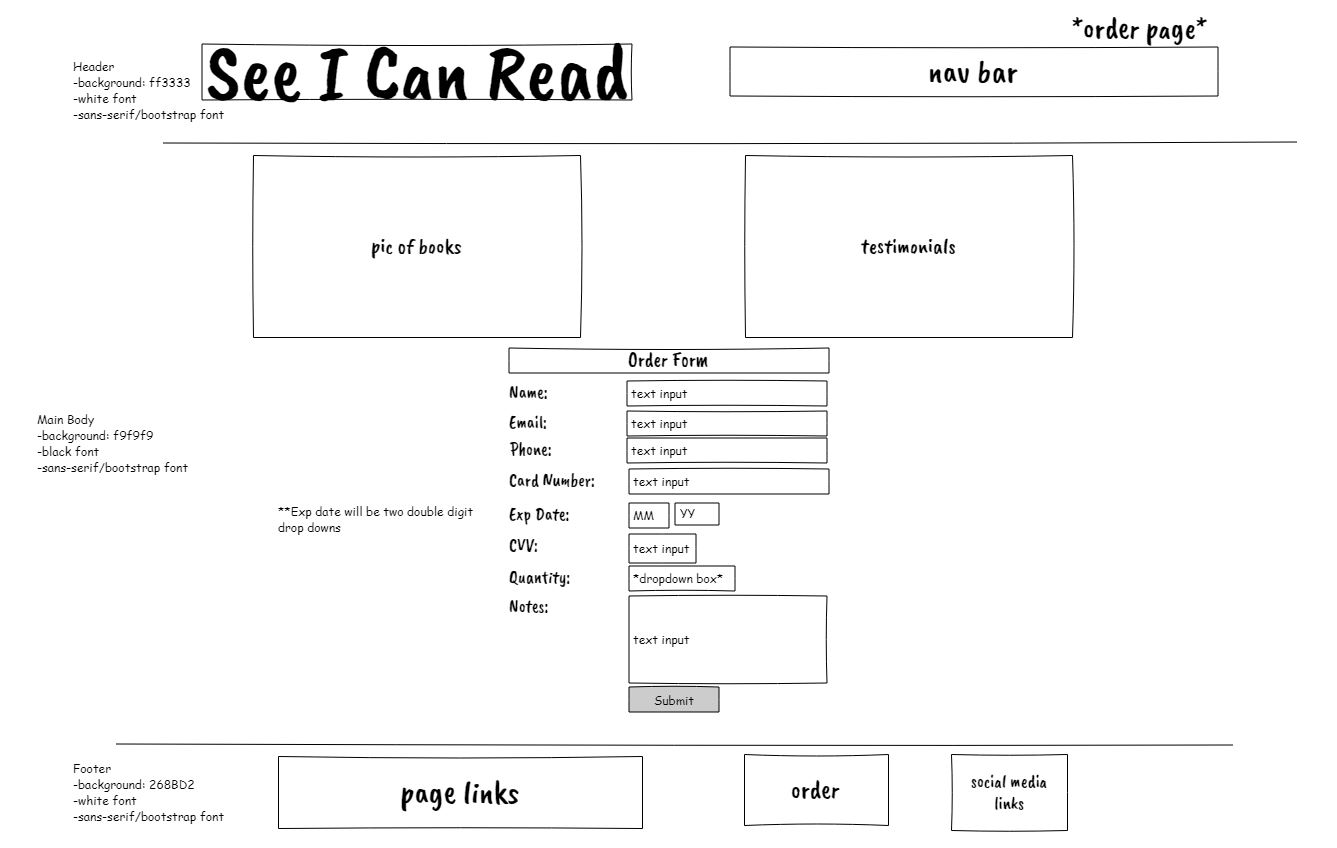 *order page*
Header
-background: ff3333
-white font
-sans-serif/bootstrap font
See I Can Read
nav bar
pic of books
testimonials
Order Form
Name:
text input
Email:
text input
Phone:
text input
Card Number:
text input
Main Body
-background: f9f9f9
-black font
-sans-serif/bootstrap font
**Exp date will be two double digit
drop downs
Exp Date:
MM
YY
CVV:
text input
Quantity:
*dropdown box*
Notes:
text input
Submit
Footer
-background: 268BD2
-white font
-sans-serif/bootstrap font
page links
order
social media
links